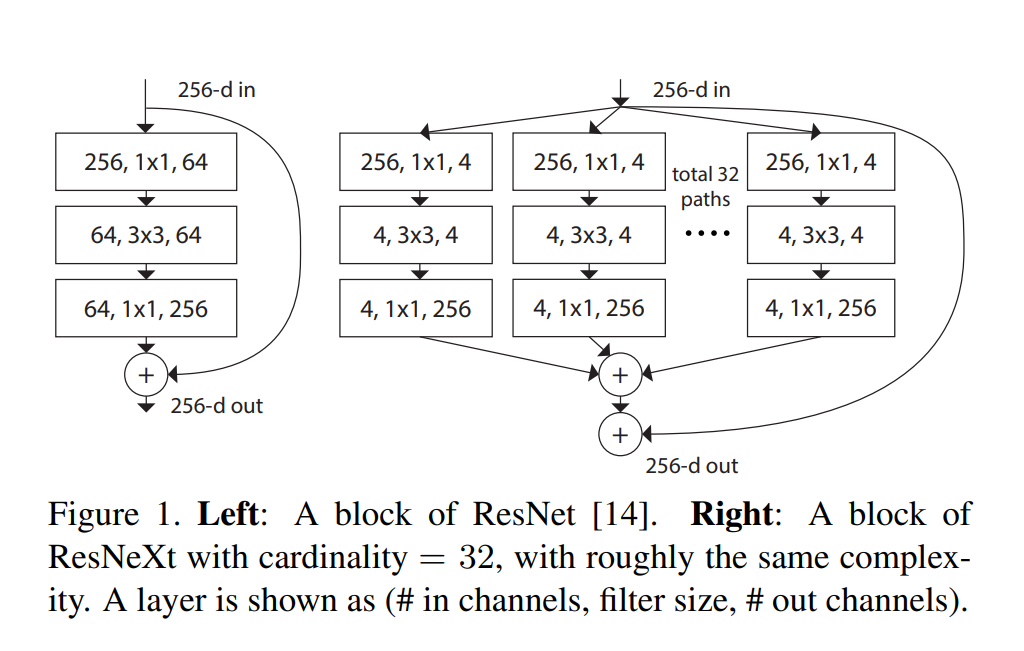 256-d in
256, 1x1, 64
64, 3x3, 64
64, 1x1, 256
+
256-d out
256-d in
256, 1x1, 4
256, 1x1, 4
total 32
paths
256, 1x1, 4
4, 3x3, 4
4, 3x3, 4
....
4, 3x3, 4
4, 1x1, 256
4, 1x1, 256
4, 1x1, 256
+
+
256-d out
Figure 1. Left: A block of ResNet [14]. Right: A block of
ResNeXt with cardinality = 32, with roughly the same complex-
ity. A layer is shown as (# in channels, filter size, # out channels).